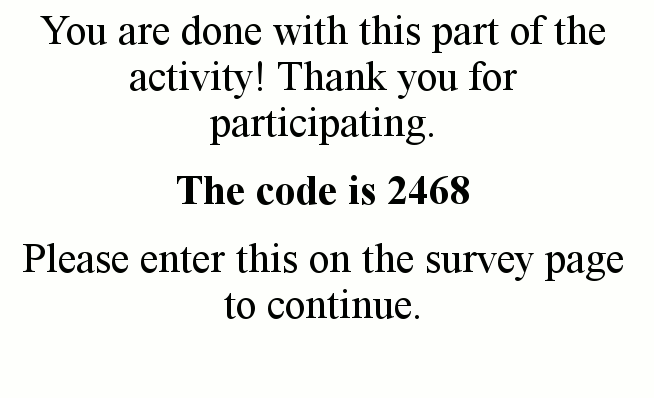 You are done with this part of the
activity! Thank you for
participating.
The code is 2468
Please enter this on the survey page
to continue.